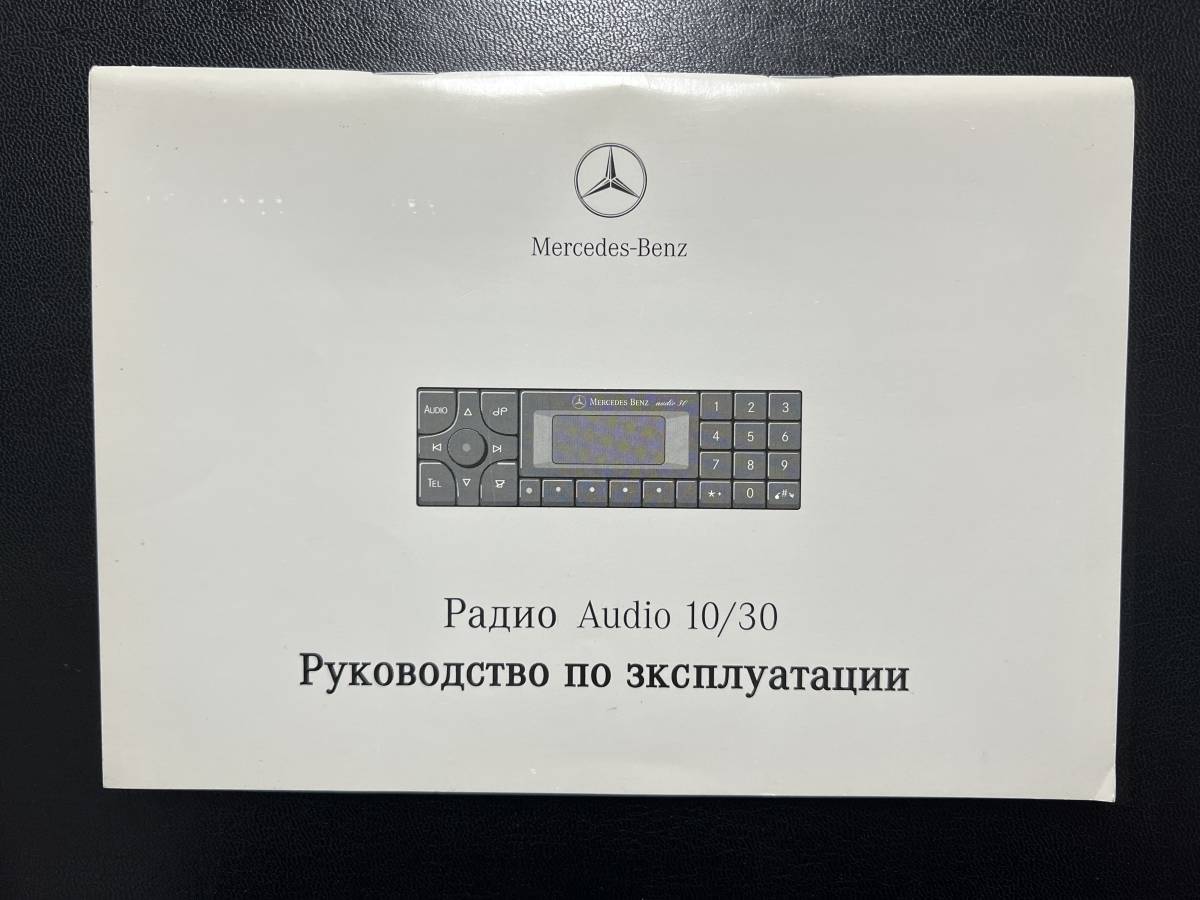 Mercedes-Benz
AUDIO
TEL
MERCEDES BENZ audio 30
1 2 3
4 5 6
7 8 9
* + 0 #
Радио Audio 10/30
Руководство по зксплуатации